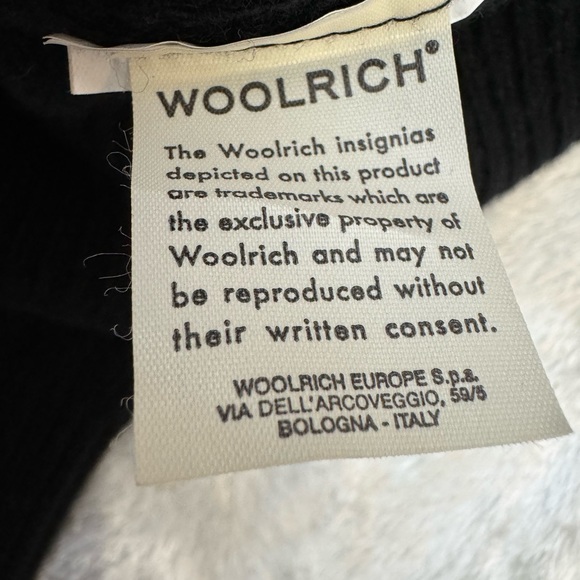 WOOLRICH®
The Woolrich insignias
depicted on this product
are trademarks which are
the exclusive property of
Woolrich and may not
be reproduced without
their written consent.
WOOLRICH EUROPE S.p.a.
VIA DELL'ARCOVEGGIO, 59/5
BOLOGNA - ITALY